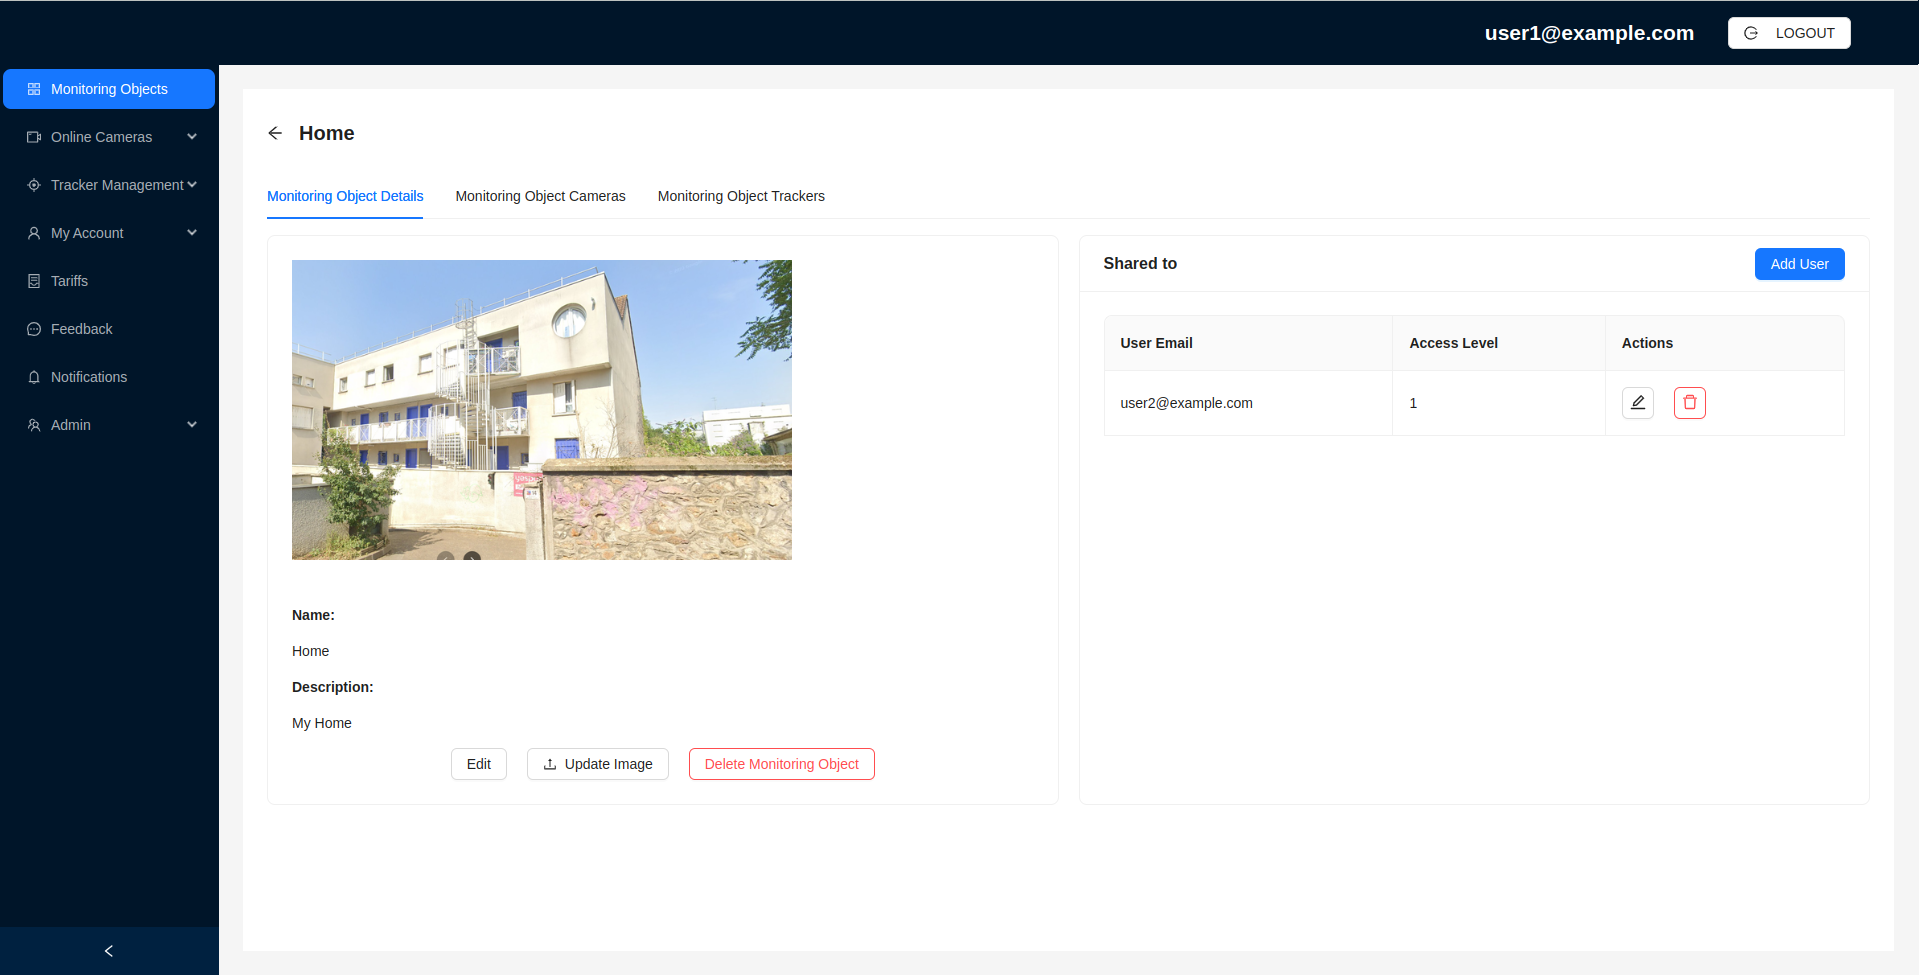 user1@example.com
LOGOUT
Monitoring Objects
Online Cameras
Tracker Management
My Account
Tariffs
Feedback
Notifications
Admin
Home
Monitoring Object Details
Monitoring Object Cameras
Monitoring Object Trackers
Name:
Home
Description:
My Home
Edit
Update Image
Delete Monitoring Object
Shared to
Add User
User Email
Access Level
Actions
user2@example.com
1